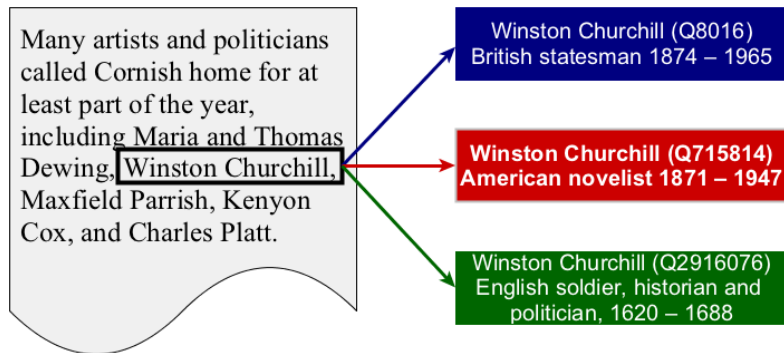 Many artists and politicians
called Cornish home for at
least part of the year,
including Maria and Thomas
Dewing, Winston Churchill,
Maxfield Parrish, Kenyon
Cox, and Charles Platt.
Winston Churchill (Q8016)
British statesman 1874 – 1965
Winston Churchill (Q715814)
American novelist 1871 – 1947
Winston Churchill (Q2916076)
English soldier, historian and
politician, 1620 – 1688